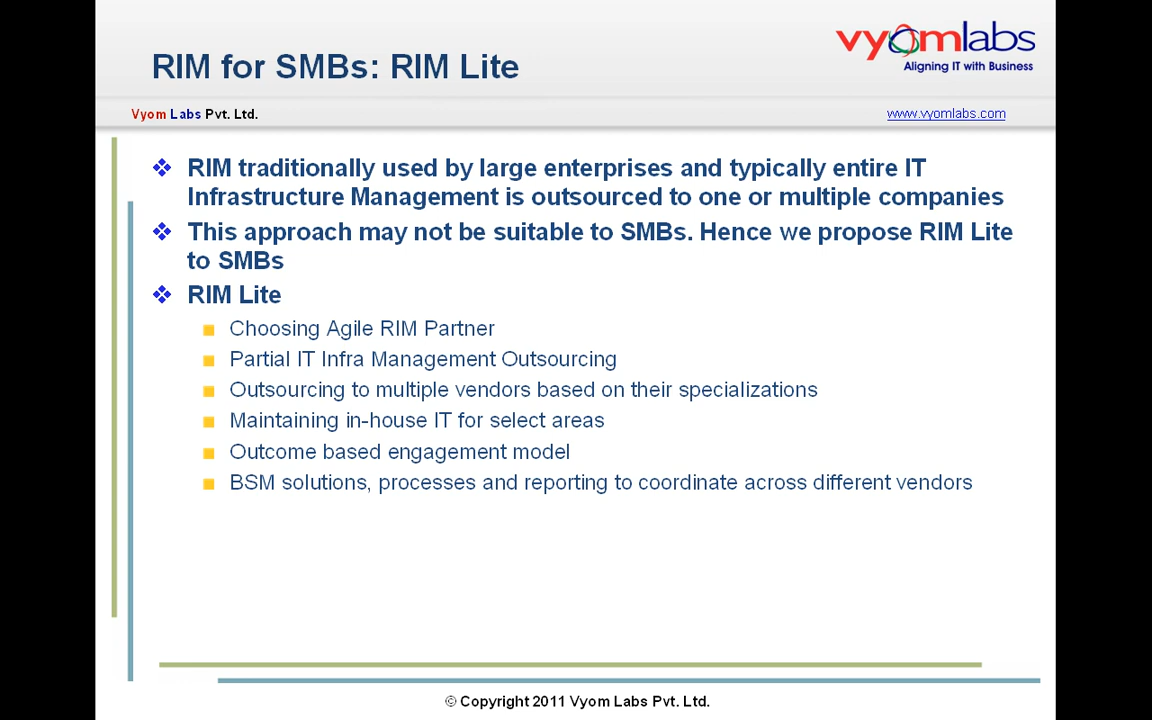 RIM for SMBs: RIM Lite
vyomlabs
Aligning IT with Business
Vyom Labs Pvt. Ltd.
www.vyomlabs.com
RIM traditionally used by large enterprises and typically entire IT
Infrastructure Management is outsourced to one or multiple companies
This approach may not be suitable to SMBs. Hence we propose RIM Lite
to SMBs
RIM Lite
Choosing Agile RIM Partner
Partial IT Infra Management Outsourcing
Outsourcing to multiple vendors based on their specializations
Maintaining in-house IT for select areas
Outcome based engagement model
BSM solutions, processes and reporting to coordinate across different vendors
© Copyright 2011 Vyom Labs Pvt. Ltd.